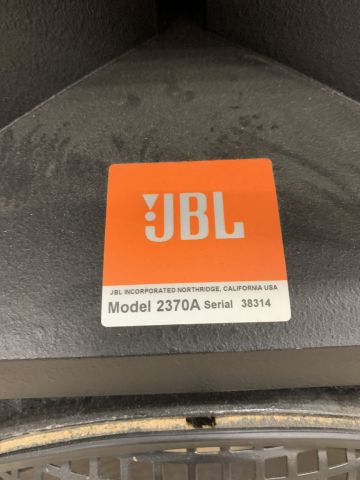 JBL
JBL INCORPORATED NORTHRIDGE, CALIFORNIA USA
Model 2370A Serial 38314